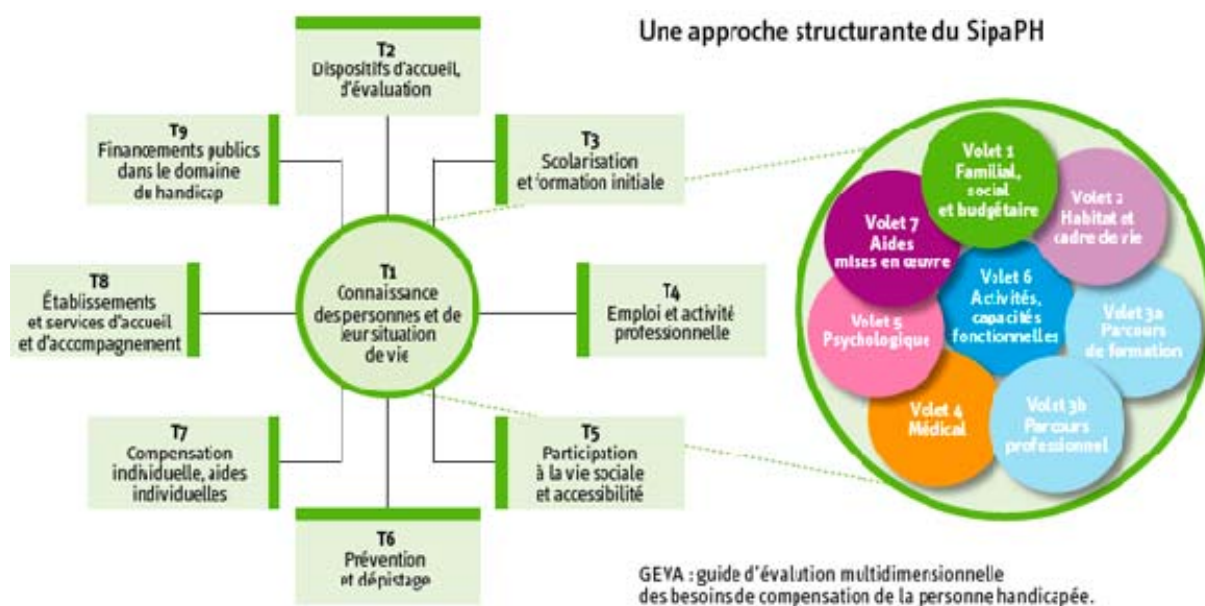 Une approche structurante du SipaPH
T2
Dispositifs d'accueil,
d'évaluation
T9
Financements publics
dans le domaine
du handicap
T3
Scolarisation
et formation initiale
T8
Établissements
et services d'accueil
et d'accompagnement
T1
Connaissance
des personnes et de
leur situation
de vie
T4
Emploi et activité
professionnelle
T7
Compensation
individuelle, aides
individuelles
T5
Participation
à la vie sociale
et accessibilité
T6
Prévention
et dépistage
Volet 1
Familial,
social
et budgétaire
Volet 2
Habitat et
cadre de vie
Volet 7
Aides
mises en œuvre
Volet 6
Activités,
capacités
fonctionnelles
Volet 3a
Parcours
de formation
Volet 5
Psychologique
Volet 4
Médical
Volet 3b
Parcours
professionnel
GEVA : guide d'évalution multidimensionnelle
des besoins de compensation de la personne handicapée.